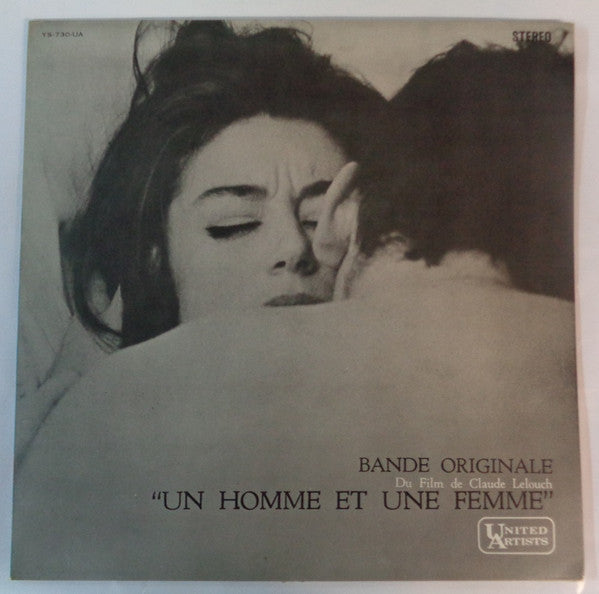 YS-730-UA
STEREO
BANDE ORIGINALE
Du Film de Claude Lelouch
"UN HOMME ET UNE FEMME"
UNITED
ARTISTS